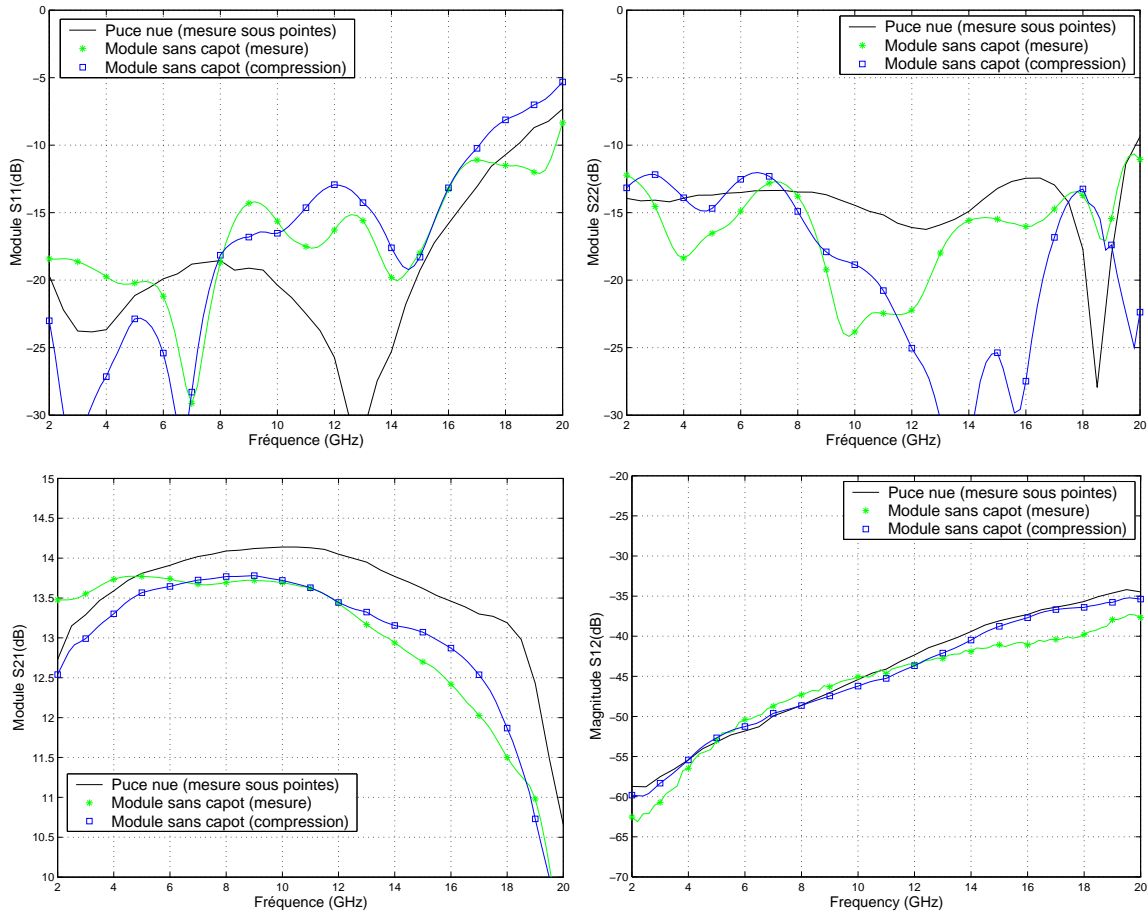 0
−5
−10
−15
−20
−25
−30
Module S11(dB)
Puce nue (mesure sous pointes)
Module sans capot (mesure)
Module sans capot (compression)
2 4 6 8 10 12 14 16 18 20
Fréquence (GHz)
0
−5
−10
−15
−20
−25
−30
Module S22(dB)
Puce nue (mesure sous pointes)
Module sans capot (mesure)
Module sans capot (compression)
2 4 6 8 10 12 14 16 18 20
Fréquence (GHz)
15
14.5
14
13.5
13
12.5
12
11.5
11
10.5
10
Module S21(dB)
Puce nue (mesure sous pointes)
Module sans capot (mesure)
Module sans capot (compression)
2 4 6 8 10 12 14 16 18 20
Fréquence (GHz)
−20
−25
−30
−35
−40
−45
−50
−55
−60
−65
−70
Magnitude S12(dB)
Puce nue (mesure sous pointes)
Module sans capot (mesure)
Module sans capot (compression)
2 4 6 8 10 12 14 16 18 20
Frequency (GHz)